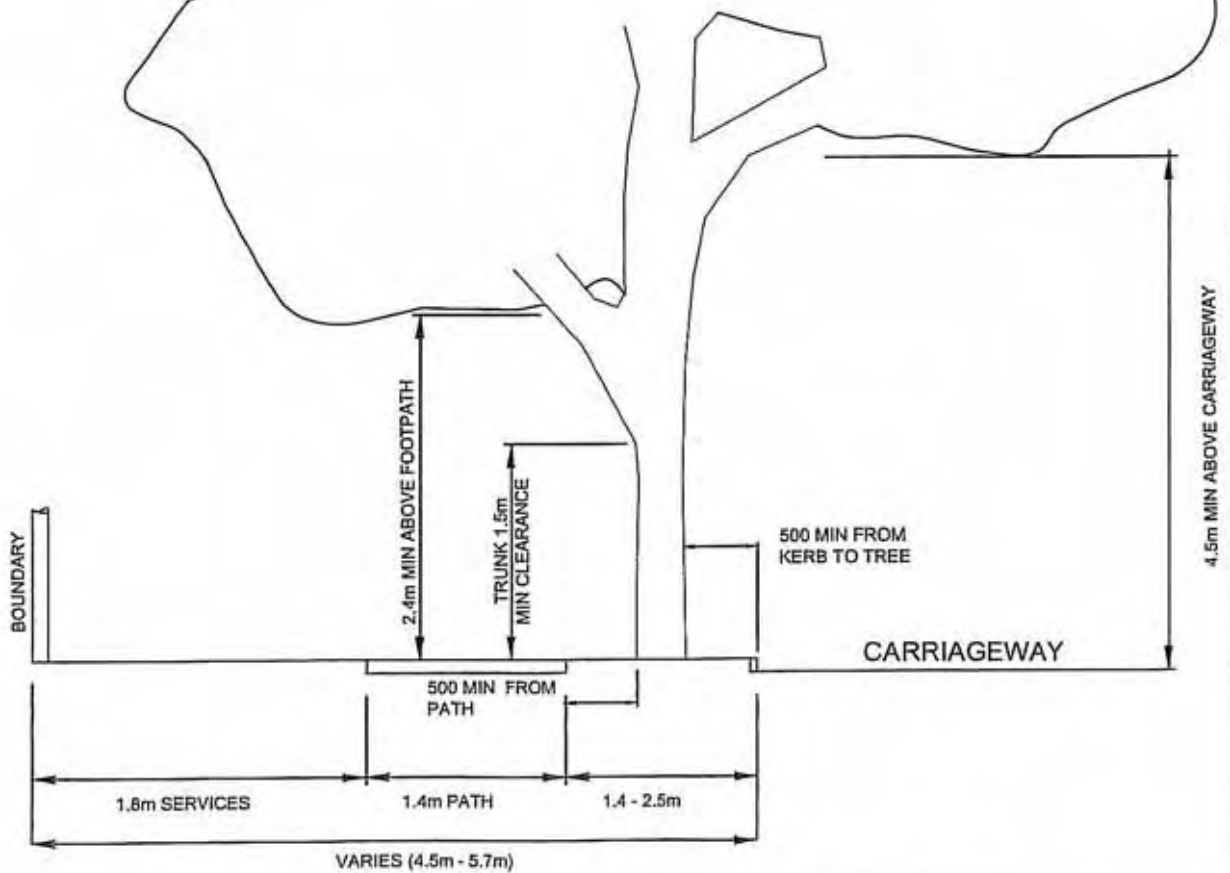 BOUNDARY
2.4m MIN ABOVE FOOTPATH
TRUNK 1.5m
MIN CLEARANCE
500 MIN FROM
KERB TO TREE
4.5m MIN ABOVE CARRIAGEWAY
CARRIAGEWAY
500 MIN FROM
PATH
1.8m SERVICES
1.4m PATH
1.4 - 2.5m
VARIES (4.5m - 5.7m)